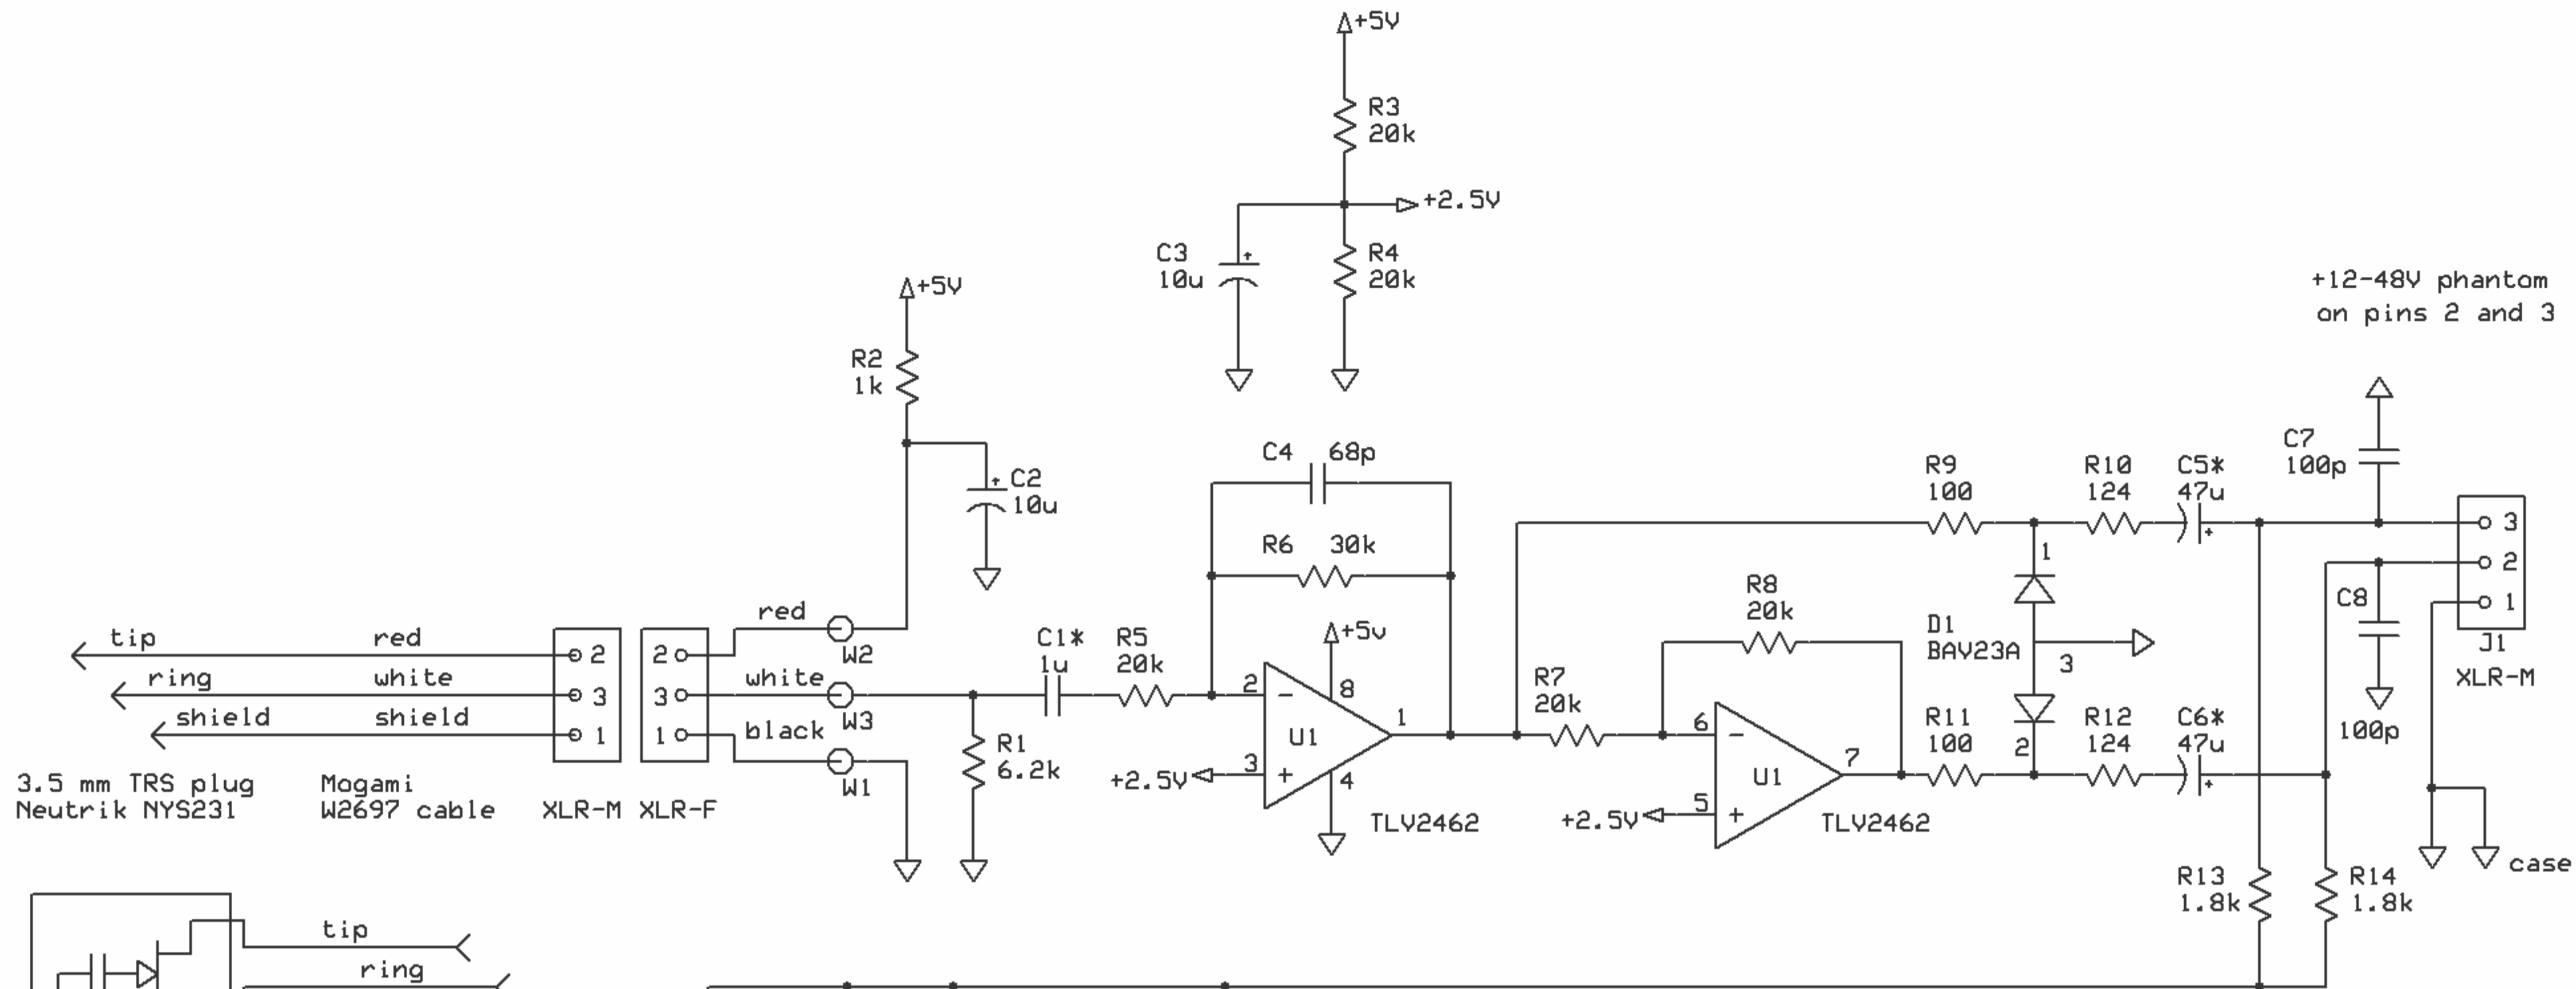 +5V
R3
20k
+2.5V
C3
10u
R4
20k
+5V
R2
1k
C2
10u
+12-48V phantom
on pins 2 and 3
C4 68p
R6 30k
R9
100
R10
124
C5*
47u
C7
100p
3
2
1
J1
XLR-M
C8
100p
1
D1
BAV23A
3
2
R8
20k
tip red 2
ring white 3
shield shield 1
3.5 mm TRS plug
Neutrik NYS231
Mogami
W2697 cable
XLR-M XLR-F
2
3
1
red
W2
white
W3
black
W1
R1
6.2k
C1*
1u
R5
20k
+5v
2
8
-
U1
1
3
+
4
+2.5V
TLV2462
R7
20k
6
-
U1
7
5
+
+2.5V
TLV2462
R11
100
R12
124
C6*
47u
R13
1.8k
R14
1.8k
case
tip
ring